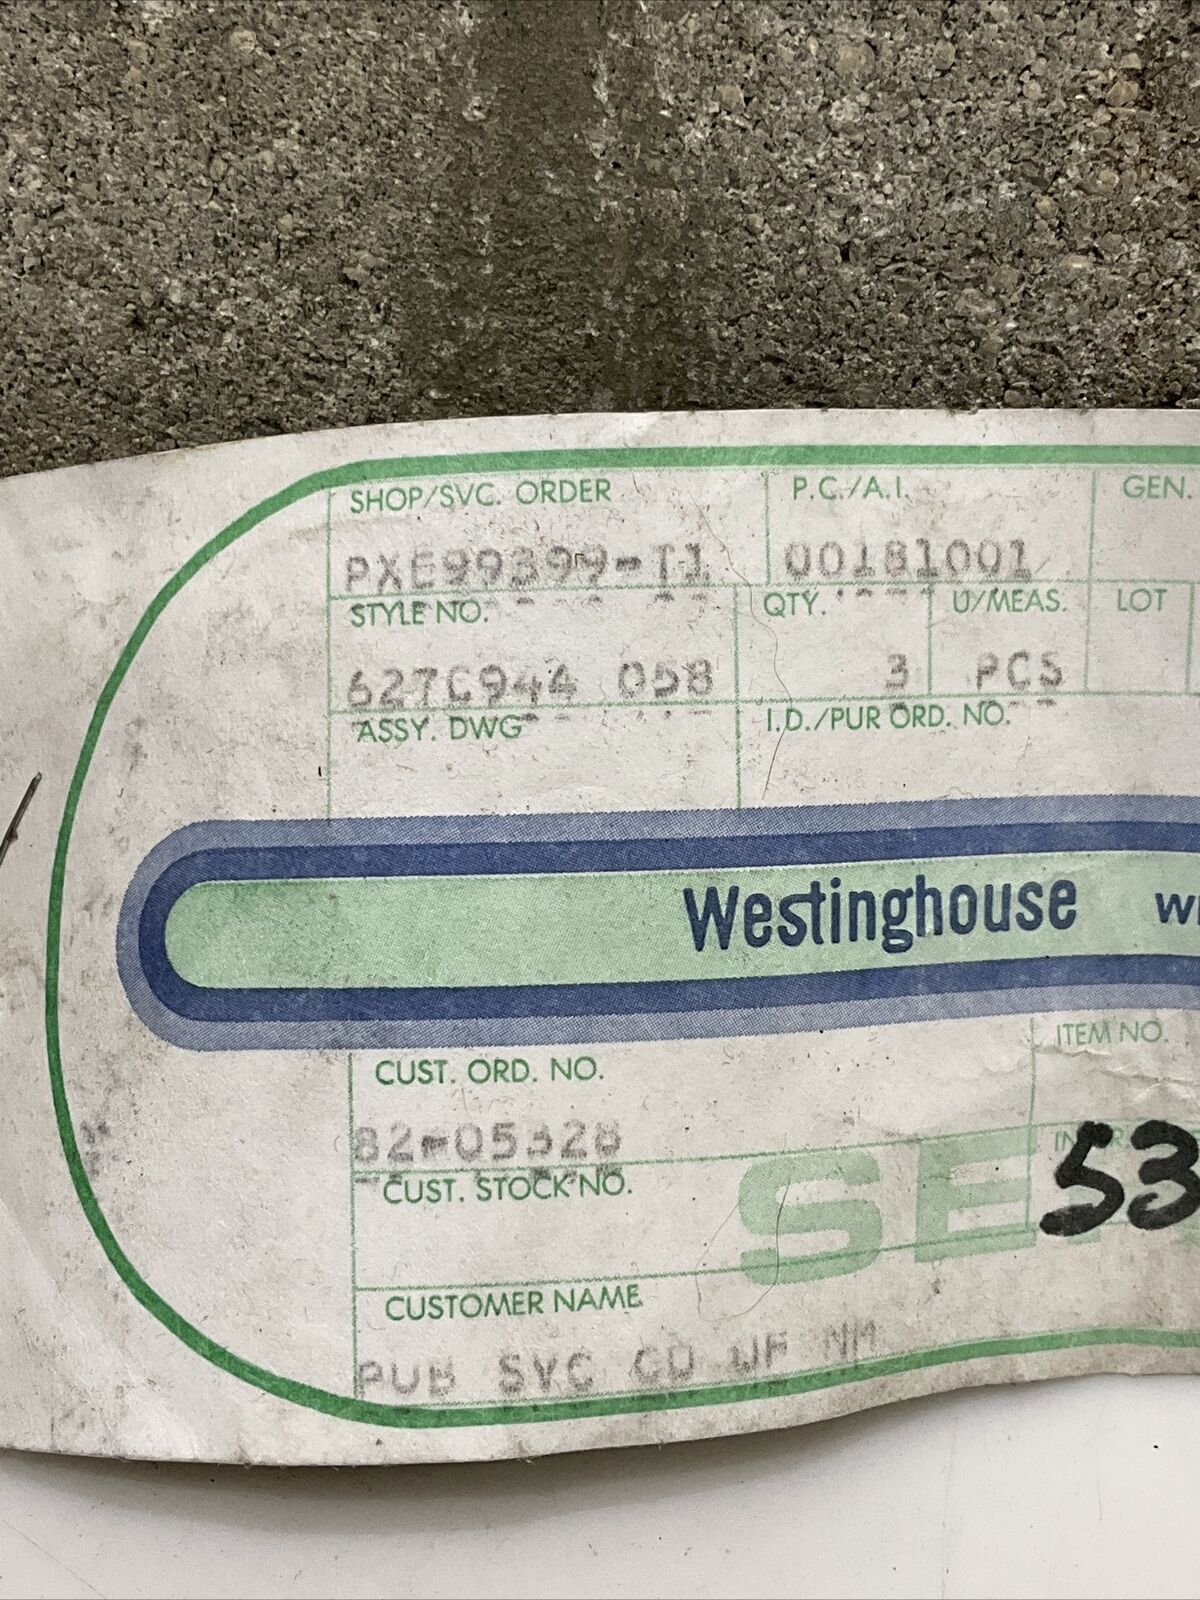 SHOP/SVC. ORDER P.C./A.I. GEN.
PXE99399-T1 00181001
STYLE NO. QTY. U/MEAS. LOT
627C944 058 3 PCS
ASSY. DWG I.D./PUR ORD. NO.
Westinghouse
CUST. ORD. NO. ITEM NO.
82-05328
CUST. STOCK NO. 53
CUSTOMER NAME
PUB SVC CO NM